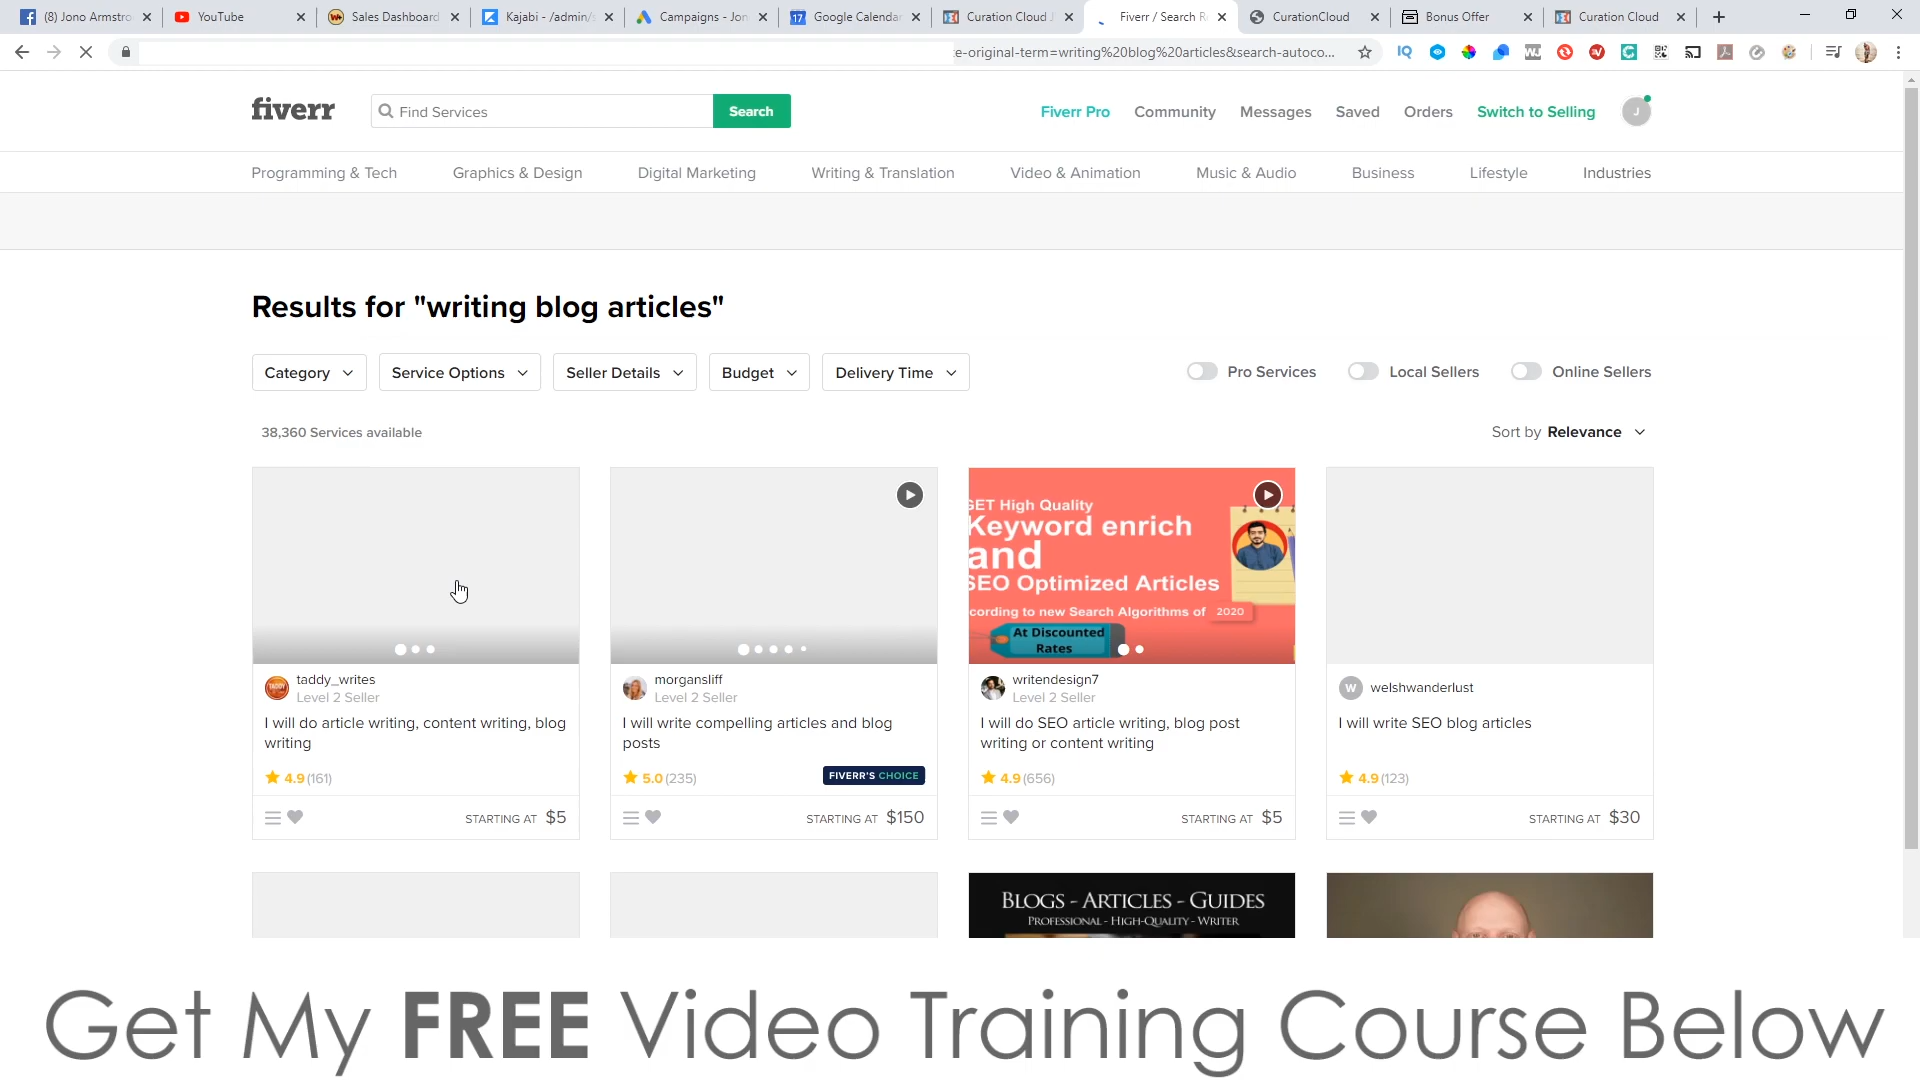 (8) Jono Armstro
YouTube
Sales Dashboard
Kajabi - /admin/s
Campaigns - Jon
Google Calenda
Curation Cloud J
Fiverr / Search R
CurationCloud
Bonus Offer
Curation Cloud
e-original-term=writing%20blog%20articles&search-autoco...
fiverr
Find Services
Search
Fiverr Pro
Community
Messages
Saved
Orders
Switch to Selling
J
Programming & Tech
Graphics & Design
Digital Marketing
Writing & Translation
Video & Animation
Music & Audio
Business
Lifestyle
Industries
Results for "writing blog articles"
Category
Service Options
Seller Details
Budget
Delivery Time
Pro Services
Local Sellers
Online Sellers
38,360 Services available
Sort by Relevance
taddy_writes
Level 2 Seller
I will do article writing, content writing, blog
writing
4.9 (161)
STARTING AT $5
morgansliff
Level 2 Seller
I will write compelling articles and blog
posts
5.0 (235)
FIVERR'S CHOICE
STARTING AT $150
GET High Quality
Keyword enrich
and
SEO Optimized Articles
cording to new Search Algorithms of 2020
At Discounted
Rates
writendesign7
Level 2 Seller
I will do SEO article writing, blog post
writing or content writing
4.9 (656)
STARTING AT $5
W
welshwanderlust
I will write SEO blog articles
4.9 (123)
STARTING AT $30
BLOGS - ARTICLES - GUIDES
PROFESSIONAL - HIGH-QUALITY - WRITER
Get My FREE Video Training Course Below